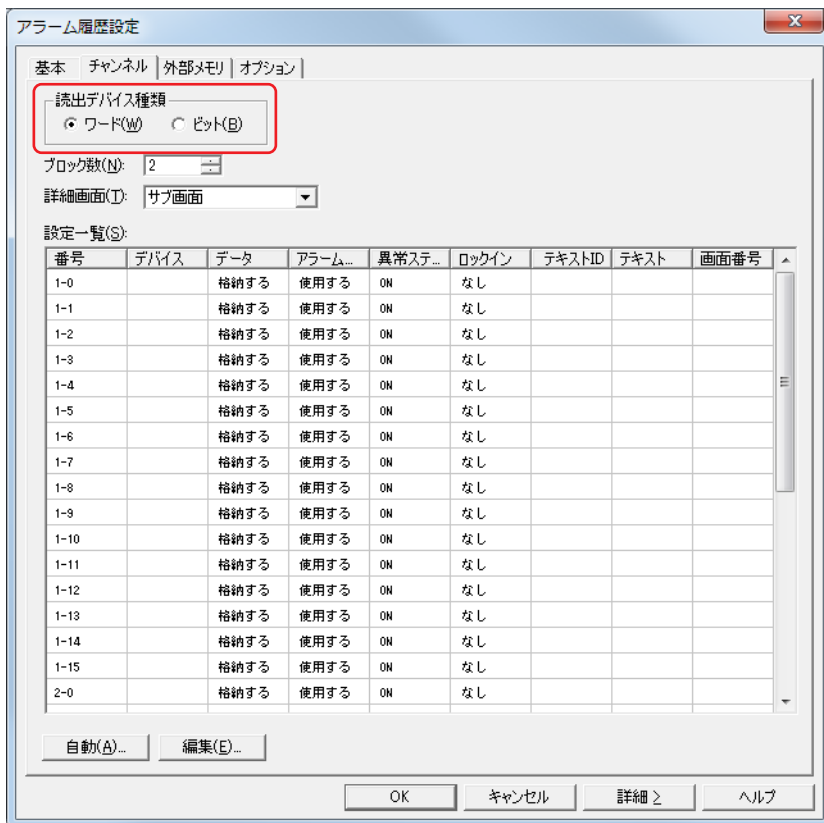 アラーム履歴設定 x
基本 チャンネル 外部メモリ オプション
読出デバイス種類
ワード(W) ビット(B)
ブロック数(N): 2
詳細画面(T): サブ画面
設定一覧(S):
番号 デバイス データ アラーム... 異常ステ... ロックイン テキストID テキスト 画面番号
1-0 格納する 使用する ON なし
1-1 格納する 使用する ON なし
1-2 格納する 使用する ON なし
1-3 格納する 使用する ON なし
1-4 格納する 使用する ON なし
1-5 格納する 使用する ON なし
1-6 格納する 使用する ON なし
1-7 格納する 使用する ON なし
1-8 格納する 使用する ON なし
1-9 格納する 使用する ON なし
1-10 格納する 使用する ON なし
1-11 格納する 使用する ON なし
1-12 格納する 使用する ON なし
1-13 格納する 使用する ON なし
1-14 格納する 使用する ON なし
1-15 格納する 使用する ON なし
2-0 格納する 使用する ON なし
自動(A)... 編集(E)...
OK キャンセル 詳細 ≥ ヘルプ